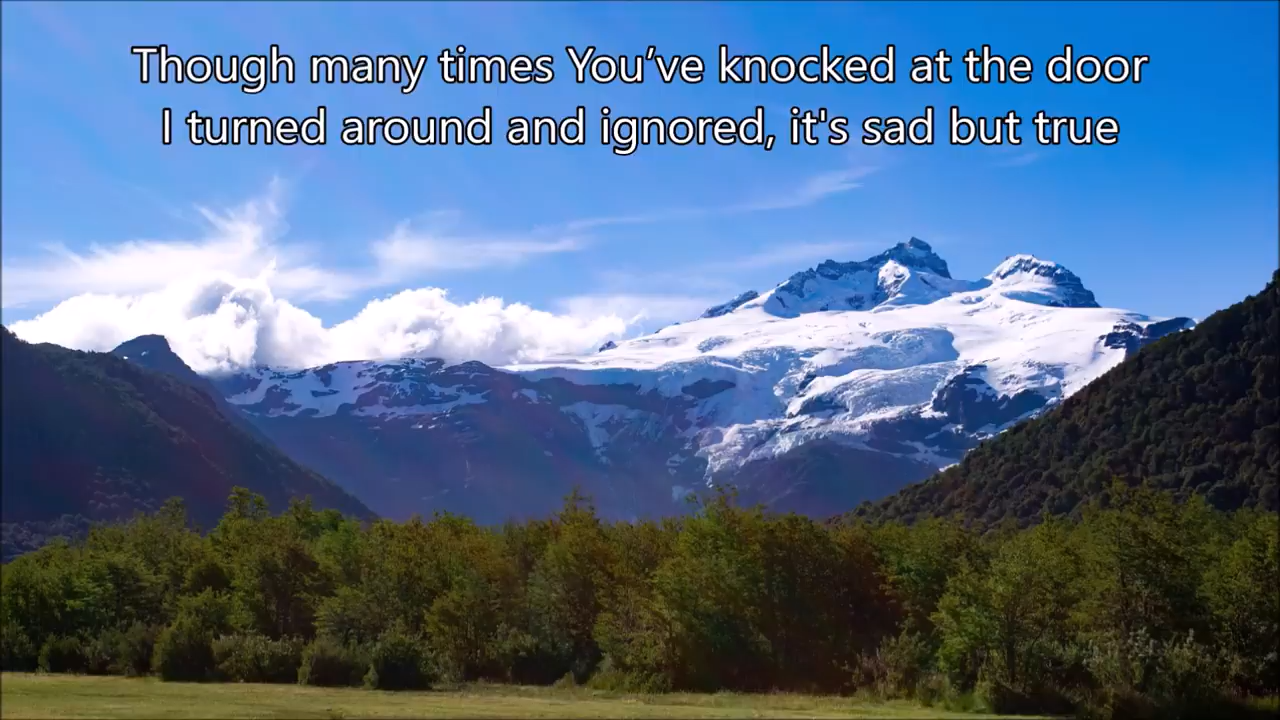 Though many times You’ve knocked at the door
I turned around and ignored, it's sad but true